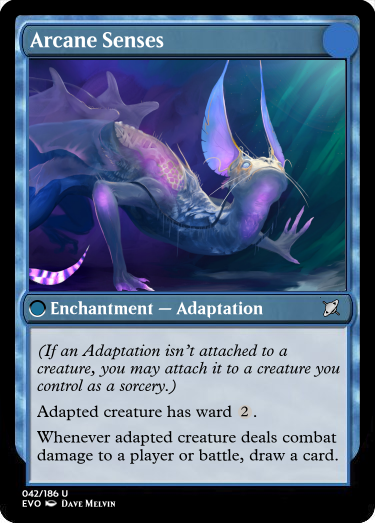 Arcane Senses
Enchantment — Adaptation
(If an Adaptation isn't attached to a
creature, you may attach it to a creature you
control as a sorcery.)
Adapted creature has ward 2.
Whenever adapted creature deals combat
damage to a player or battle, draw a card.
042/186 U
EVO Dave Melvin